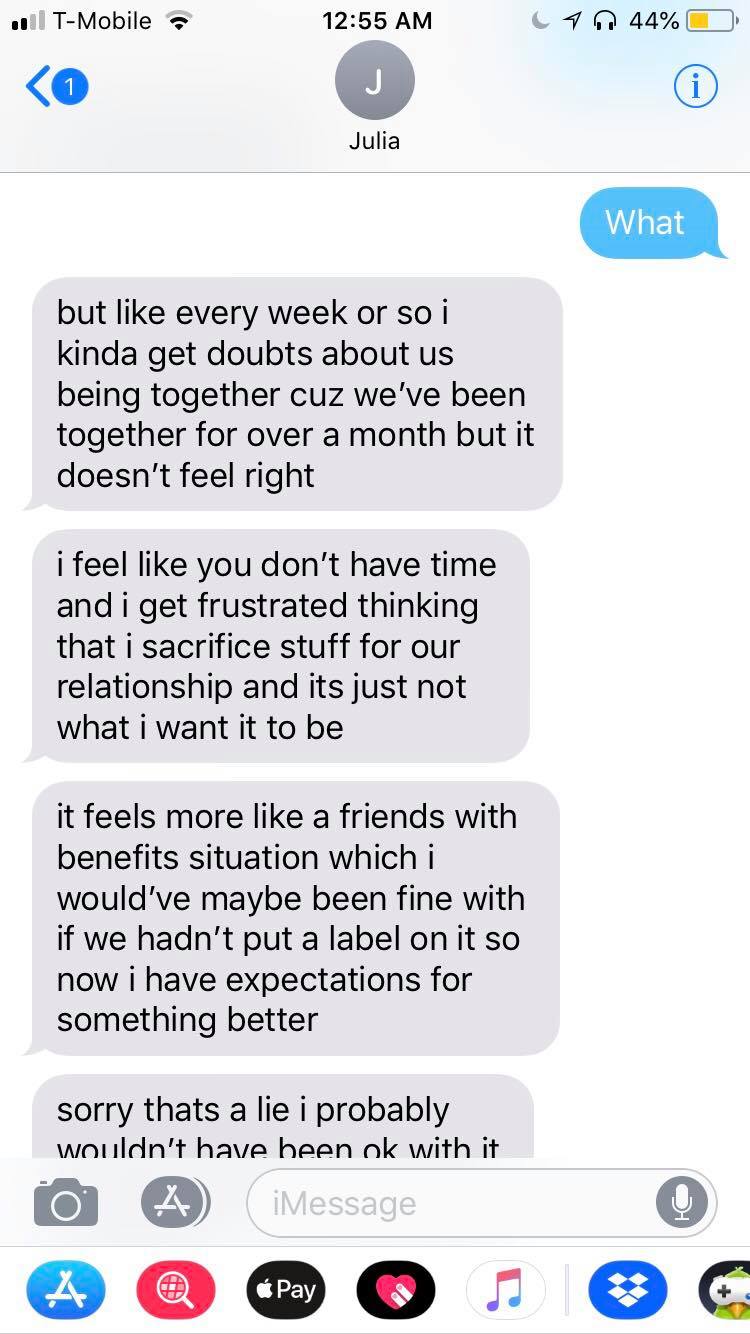 T-Mobile 12:55 AM 44%
1
J
Julia
What
but like every week or so i
kinda get doubts about us
being together cuz we’ve been
together for over a month but it
doesn’t feel right
i feel like you don’t have time
and i get frustrated thinking
that i sacrifice stuff for our
relationship and its just not
what i want it to be
it feels more like a friends with
benefits situation which i
would’ve maybe been fine with
if we hadn’t put a label on it so
now i have expectations for
something better
sorry thats a lie i probably
wouldn’t have been ok with it
iMessage
Pay